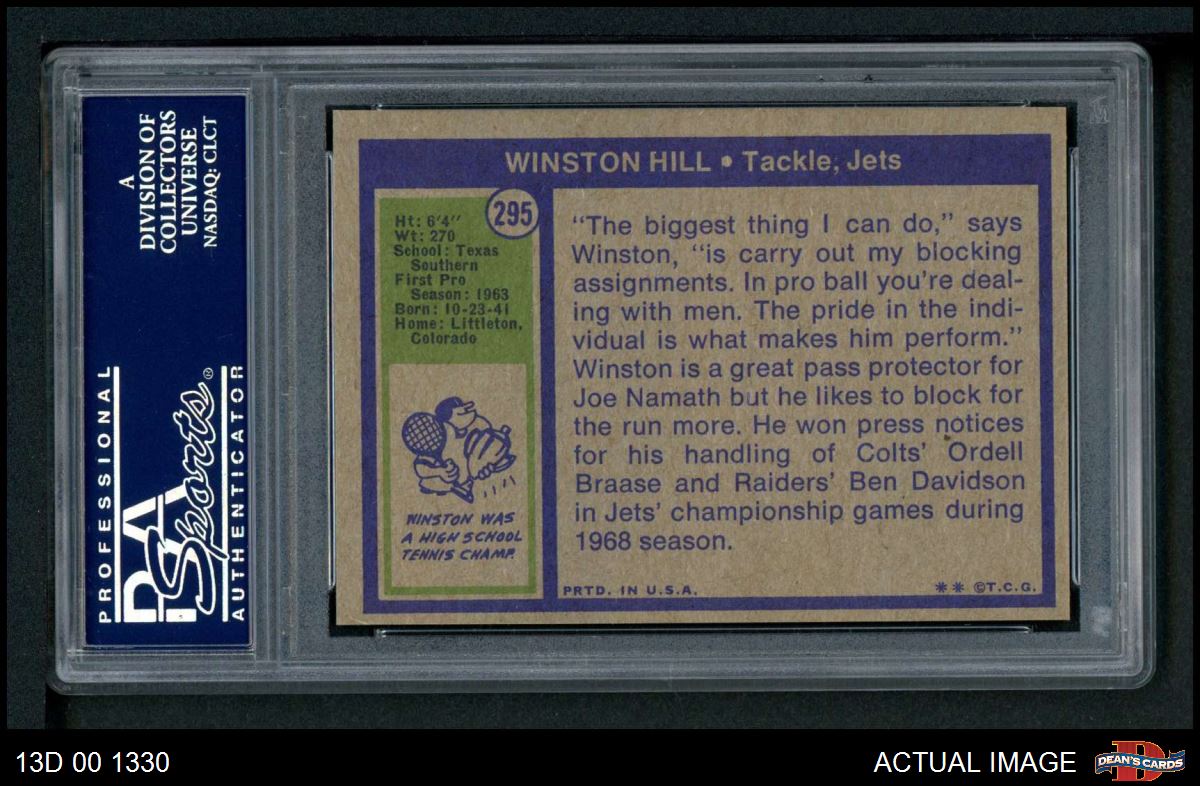 A
DIVISION OF
COLLECTORS
UNIVERSE
NASDAQ: CLCT
PROFESSIONAL
PSA
Sports®
AUTHENTICATOR
WINSTON HILL • Tackle, Jets
295
Ht: 6'4"
Wt: 270
School: Texas
Southern
First Pro
Season: 1963
Born: 10-23-41
Home: Littleton,
Colorado
WINSTON WAS
A HIGH SCHOOL
TENNIS CHAMP.
“The biggest thing I can do,” says
Winston, “is carry out my blocking
assignments. In pro ball you're deal-
ing with men. The pride in the indi-
vidual is what makes him perform.”
Winston is a great pass protector for
Joe Namath but he likes to block for
the run more. He won press notices
for his handling of Colts' Ordell
Braase and Raiders' Ben Davidson
in Jets' championship games during
1968 season.
PRTD. IN U.S.A.
** ©T.C.G.
13D 00 1330
ACTUAL IMAGE
D
DEAN'S CARDS